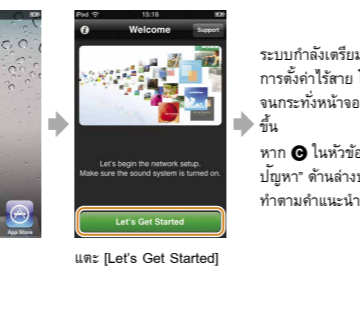 App Store
iPod
15:16
Welcome
Support
Let's begin the network setup.
Make sure the sound system is turned on.
Let's Get Started
แตะ [Let's Get Started]
ระบบกำลังเตรียม
การตั้งค่าไร้สาย
จนกระทั่งหน้าจอ
ขึ้น
หาก C ในหัวข้อ
ปัญหา" ด้านล่าง
ทำตามคำแนะนำ